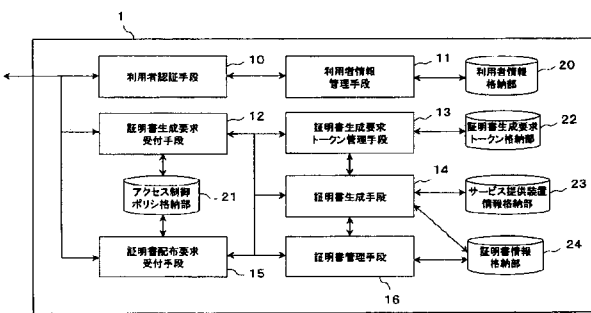 1
10
利用者認証手段
11
利用者情報
管理手段
20
利用者情報
格納部
12
証明書生成要求
受付手段
13
証明書生成要求
トークン管理手段
22
証明書生成要求
トークン格納部
14
証明書生成手段
23
サービス提供装置
情報格納部
21
アクセス制御
ポリシ格納部
15
証明書配布要求
受付手段
16
証明書管理手段
24
証明書情報
格納部